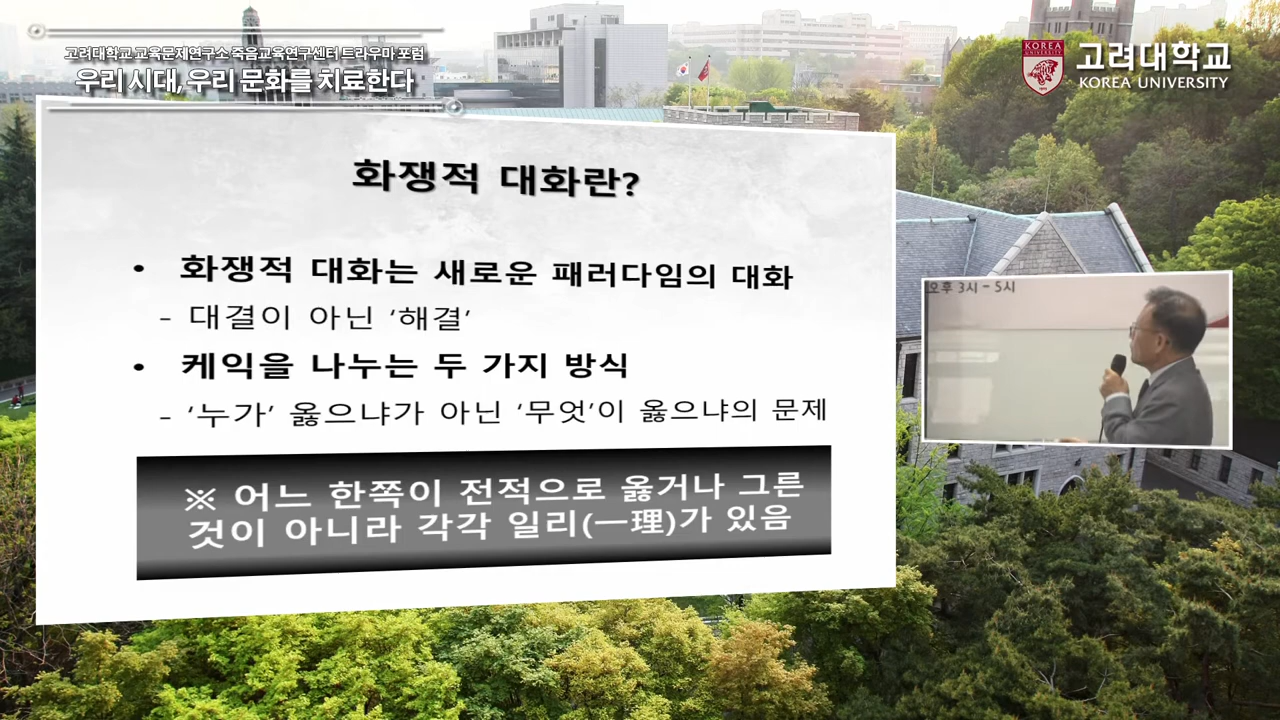 고려대학교 교육문제연구소 죽음교육연구센터 트라우마 포럼
우리 시대, 우리 문화를 치료한다
KOREA
UNIVERSITY
고려대학교
KOREA UNIVERSITY
화쟁적 대화란?
• 화쟁적 대화는 새로운 패러다임의 대화
- 대결이 아닌 '해결'
• 케익을 나누는 두 가지 방식
- '누가' 옳으냐가 아닌 '무엇'이 옳으냐의 문제
※ 어느 한쪽이 전적으로 옳거나 그른
것이 아니라 각각 일리(一理)가 있음
오후 3시 - 5시